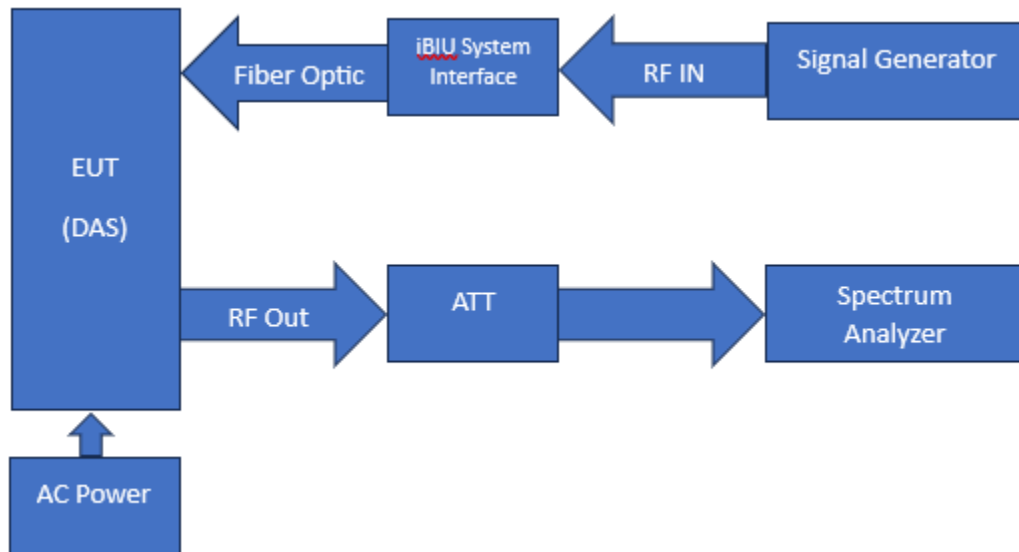 iBIU System
Interface
Signal Generator
Fiber Optic
RF IN
EUT
(DAS)
RF Out
ATT
Spectrum
Analyzer
AC Power